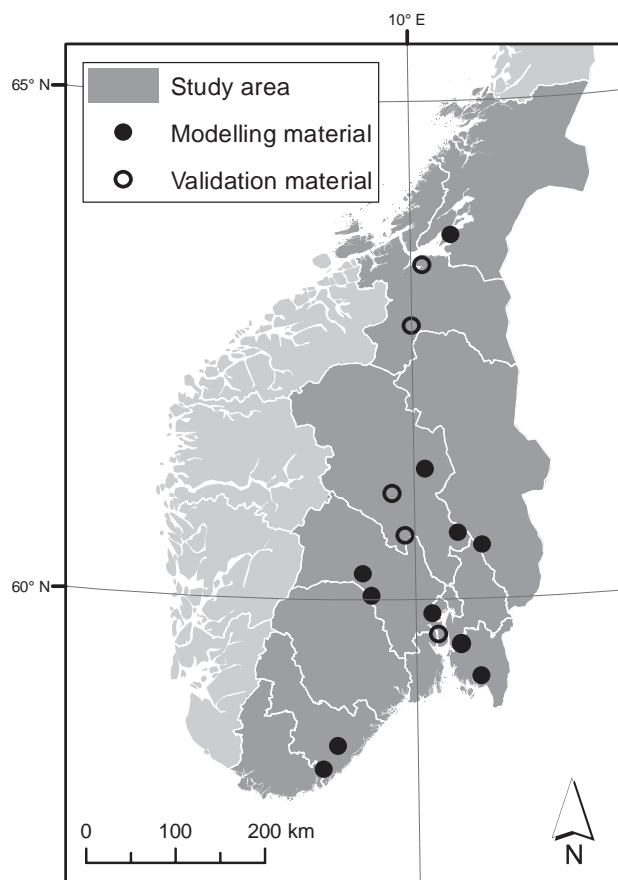 10° E
65° N
Study area
Modelling material
Validation material
60° N
0 100 200 km
N